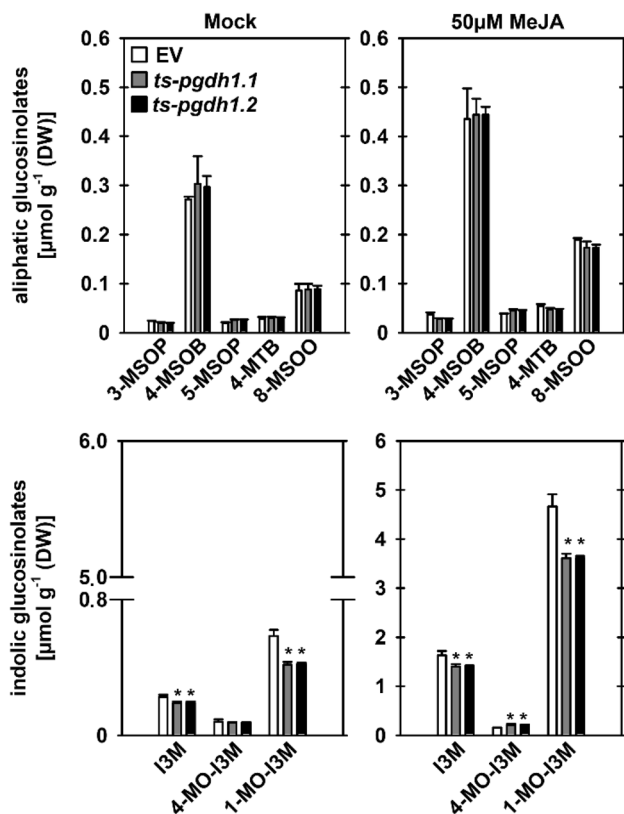 Mock
50µM MeJA
aliphatic glucosinolates
[µmol g⁻¹ (DW)]
0.6
0.5
0.4
0.3
0.2
0.1
0
EV
ts-pgdh1.1
ts-pgdh1.2
3-MSOP
4-MSOB
5-MSOP
4-MTB
8-MSOO
0.6
0.5
0.4
0.3
0.2
0.1
0
3-MSOP
4-MSOB
5-MSOP
4-MTB
8-MSOO
indolic glucosinolates
[µmol g⁻¹ (DW)]
6.0
5.0
0.8
0
* *
* *
I3M
4-MO-I3M
1-MO-I3M
6
5
4
3
2
1
0
* *
* *
* *
I3M
4-MO-I3M
1-MO-I3M